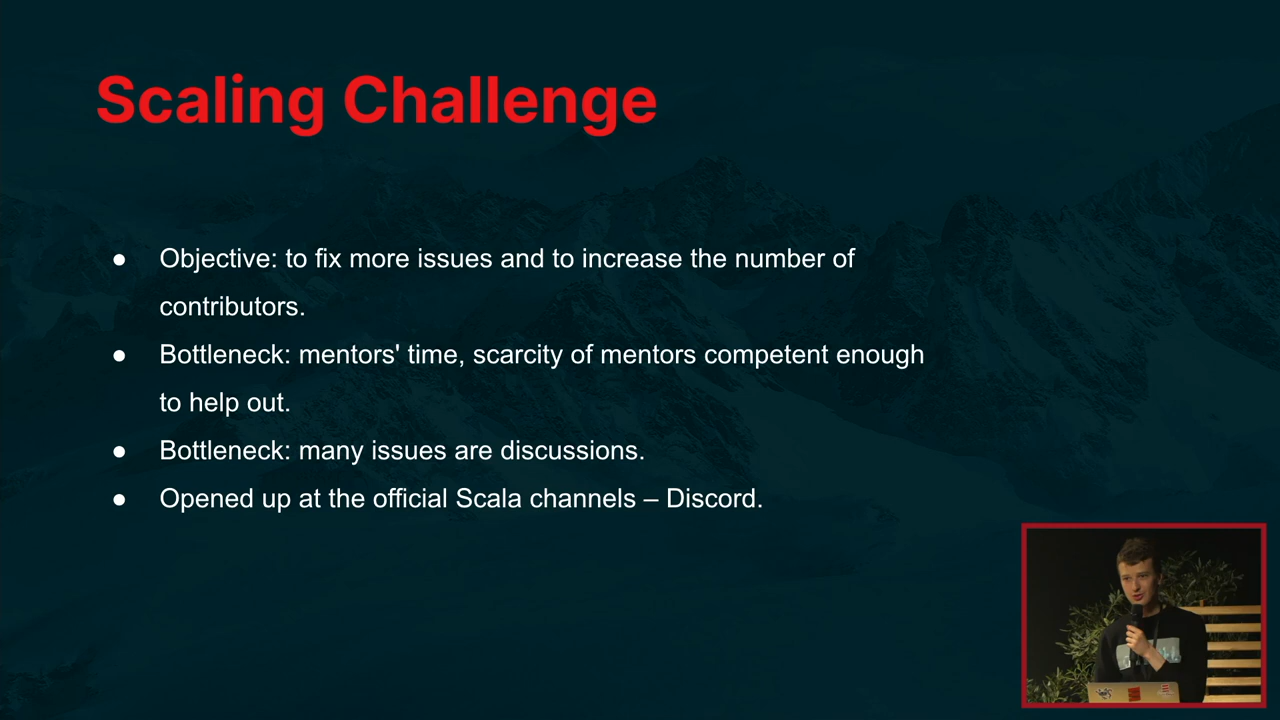 Scaling Challenge
● Objective: to fix more issues and to increase the number of
contributors.
● Bottleneck: mentors' time, scarcity of mentors competent enough
to help out.
● Bottleneck: many issues are discussions.
● Opened up at the official Scala channels – Discord.